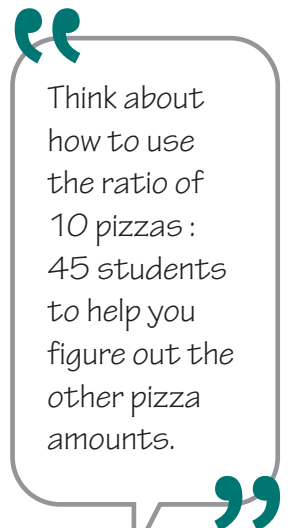 Think about
how to use
the ratio of
10 pizzas :
45 students
to help you
figure out the
other pizza
amounts.